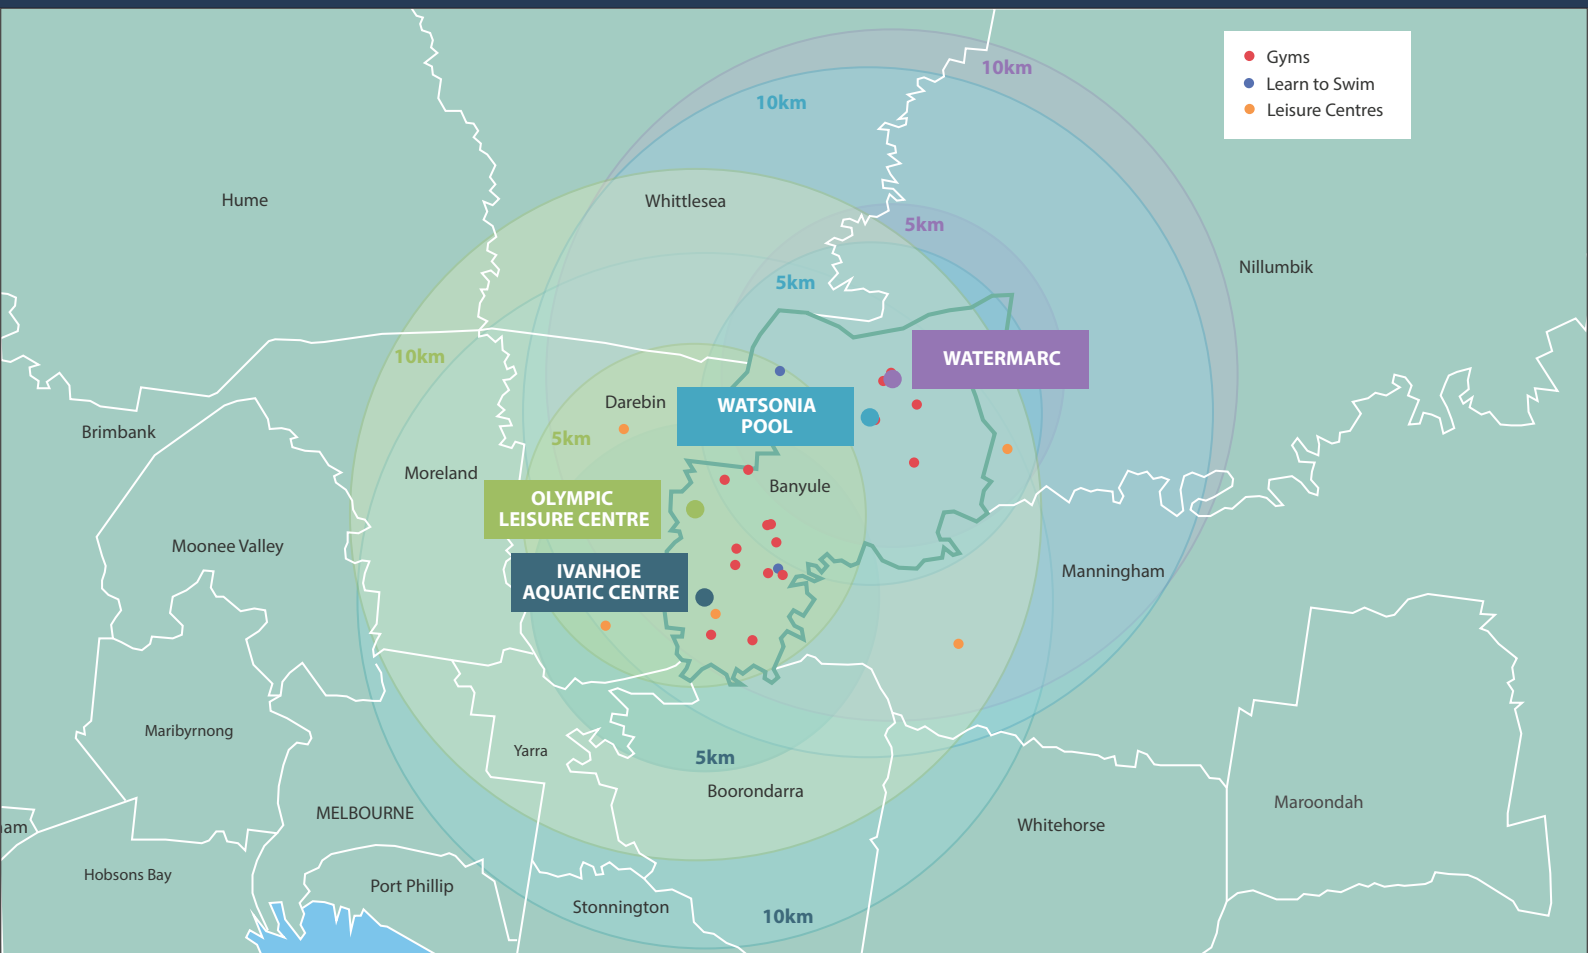 10km
10km
Gyms
Learn to Swim
Leisure Centres
Hume
Whittlesea
5km
Nillumbik
5km
10km
WATERMARC
Darebin
WATSONIA
POOL
Brimbank
5km
Moreland
Banyule
OLYMPIC
LEISURE CENTRE
Moonee Valley
IVANHOE
AQUATIC CENTRE
Manningham
Maribyrnong
Yarra
5km
Boorondarra
Maroondah
MELBOURNE
Whitehorse
am
Hobsons Bay
Port Phillip
Stonnington
10km